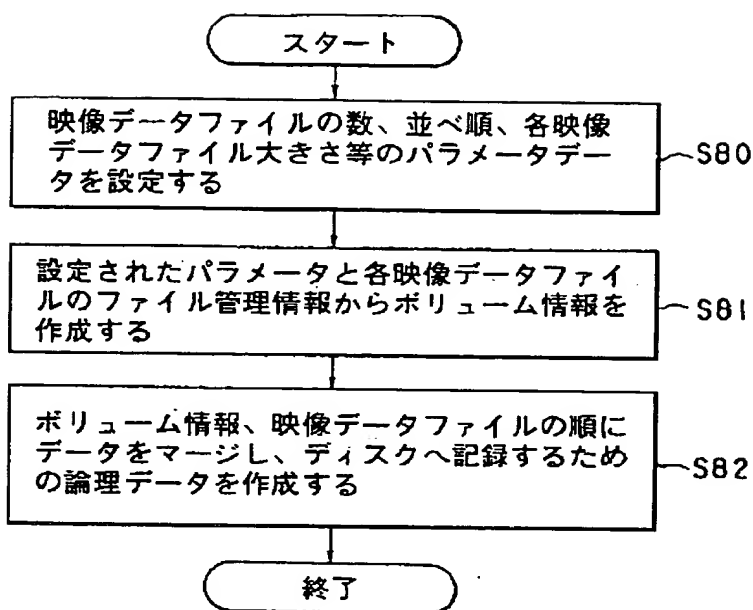 スタート
映像データファイルの数、並べ順、各映像
データファイル大きさ等のパラメータデー
タを設定する
S80
設定されたパラメータと各映像データファイ
ルのファイル管理情報からボリューム情報を
作成する
S81
ボリューム情報、映像データファイルの順に
データをマージし、ディスクへ記録するため
の論理データを作成する
S82
終了